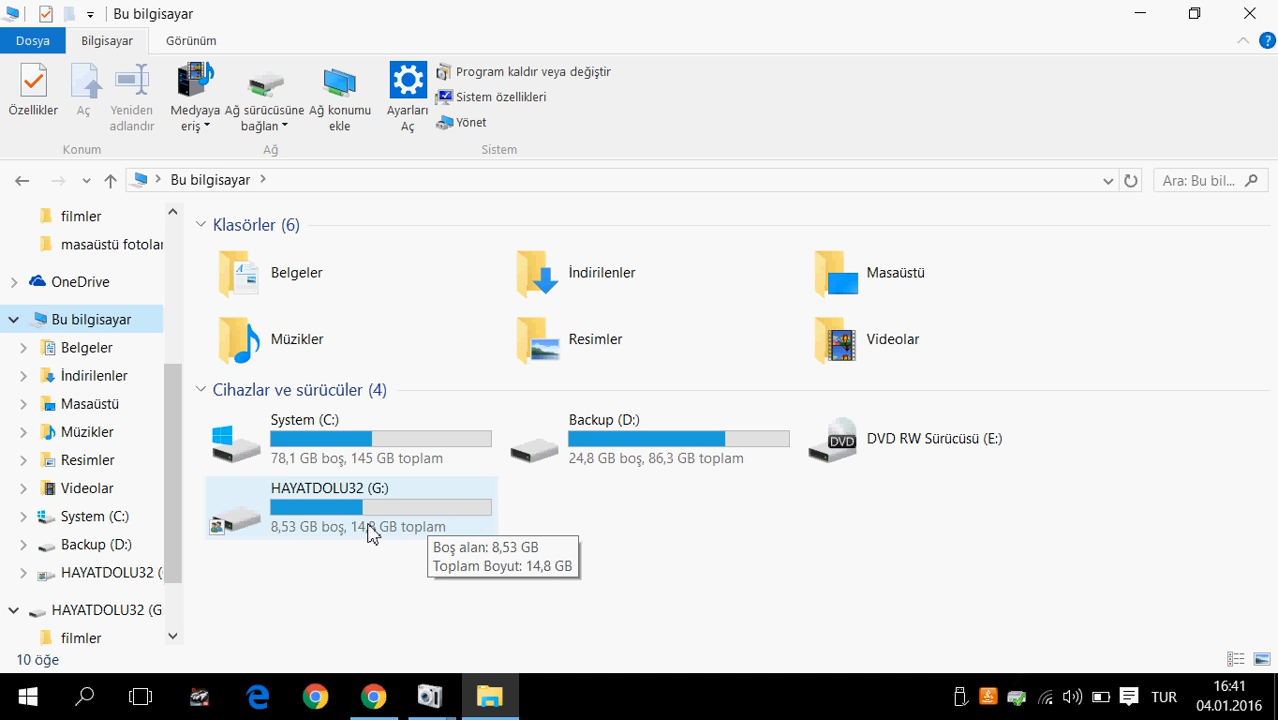 Bu bilgisayar
Dosya
Bilgisayar
Görünüm
?
Özellikler
Aç
Yeniden
adlandır
Medyaya
eriş
Ağ sürücüsüne
bağlan
Ağ konumu
ekle
Ayarları
Aç
Program kaldır veya değiştir
Sistem özellikleri
Yönet
Konum
Ağ
Sistem
Bu bilgisayar
Ara: Bu bil...
filmler
masaüstü fotolar
OneDrive
Bu bilgisayar
Belgeler
İndirilenler
Masaüstü
Müzikler
Resimler
Videolar
System (C:)
Backup (D:)
HAYATDOLU32 (
HAYATDOLU32 (G
filmler
Klasörler (6)
Belgeler
İndirilenler
Masaüstü
Müzikler
Resimler
Videolar
Cihazlar ve sürücüler (4)
System (C:)
78,1 GB boş, 145 GB toplam
Backup (D:)
24,8 GB boş, 86,3 GB toplam
DVD
DVD RW Sürücüsü (E:)
HAYATDOLU32 (G:)
8,53 GB boş, 14,8 GB toplam
Boş alan: 8,53 GB
Toplam Boyut: 14,8 GB
10 öğe
TUR
16:41
04.01.2016